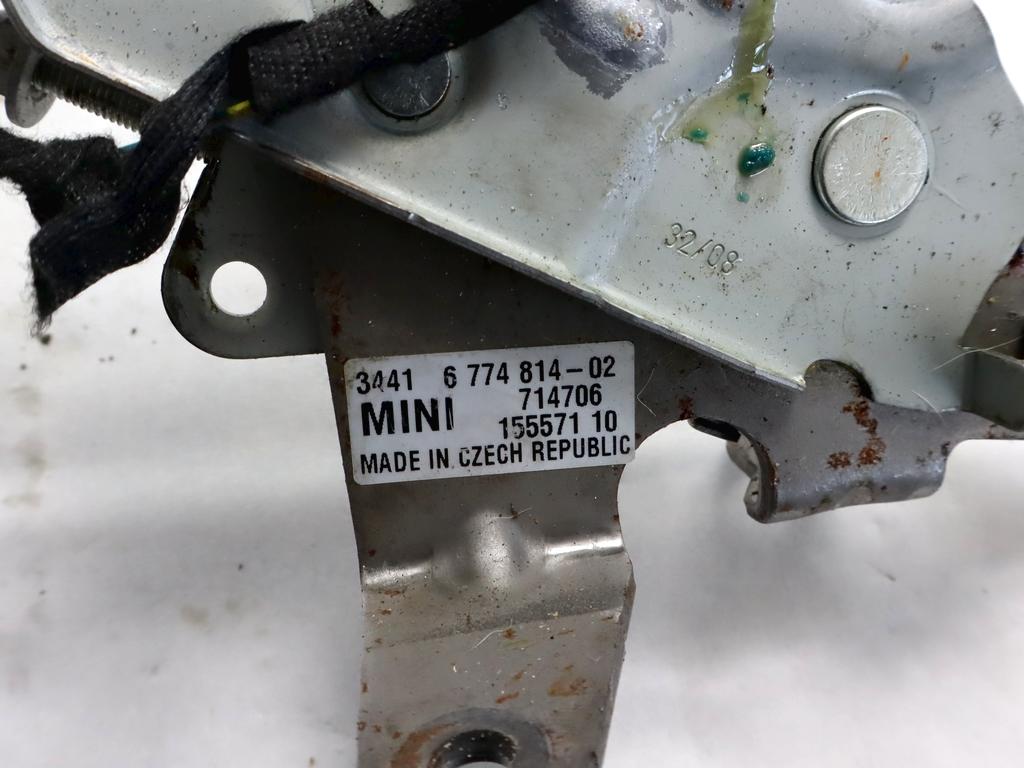 32/08
3441 6 774 814-02
MINI 714706
155571 10
MADE IN CZECH REPUBLIC